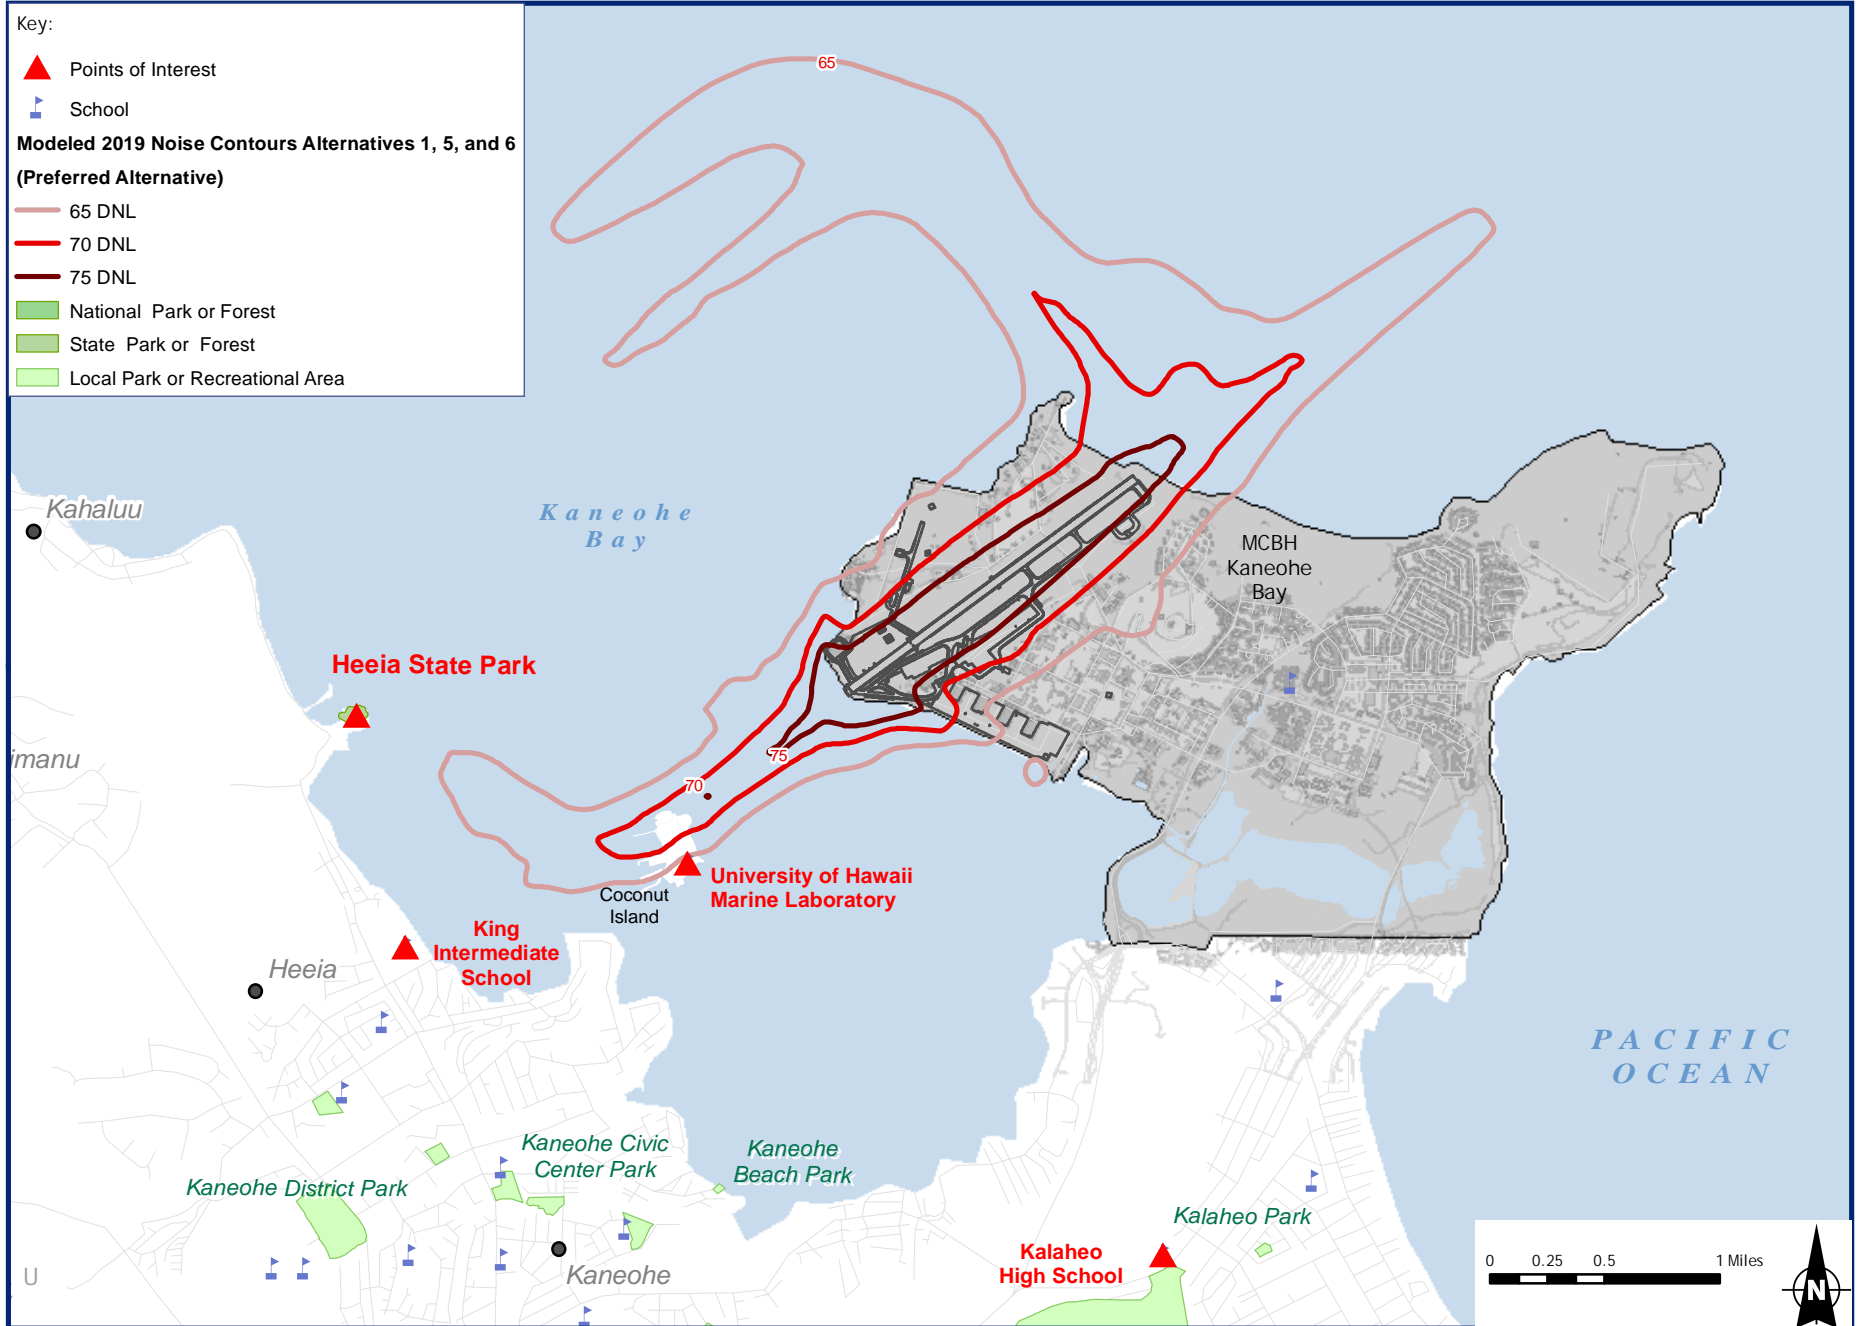 Key:
Points of Interest
School
Modeled 2019 Noise Contours Alternatives 1, 5, and 6
(Preferred Alternative)
65 DNL
70 DNL
75 DNL
National Park or Forest
State Park or Forest
Local Park or Recreational Area
65
Kahaluu
Kaneohe
Bay
MCBH
Kaneohe
Bay
Heeia State Park
imanu
75
70
University of Hawaii
Marine Laboratory
Coconut
Island
King
Intermediate
School
Heeia
PACIFIC
OCEAN
Kaneohe Civic
Center Park
Kaneohe
Beach Park
Kaneohe District Park
Kalaheo Park
Kalaheo
High School
Kaneohe
U
0 0.25 0.5 1 Miles
N